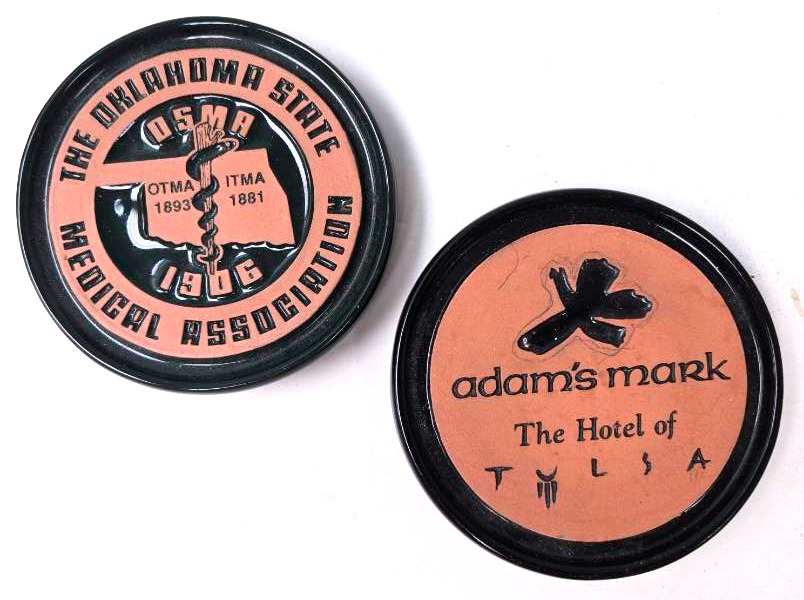 THE OKLAHOMA STATE
MEDICAL ASSOCIATION
OSMA
OTMA ITMA
1893 1881
1906
adam's mark
The Hotel of
TULSA